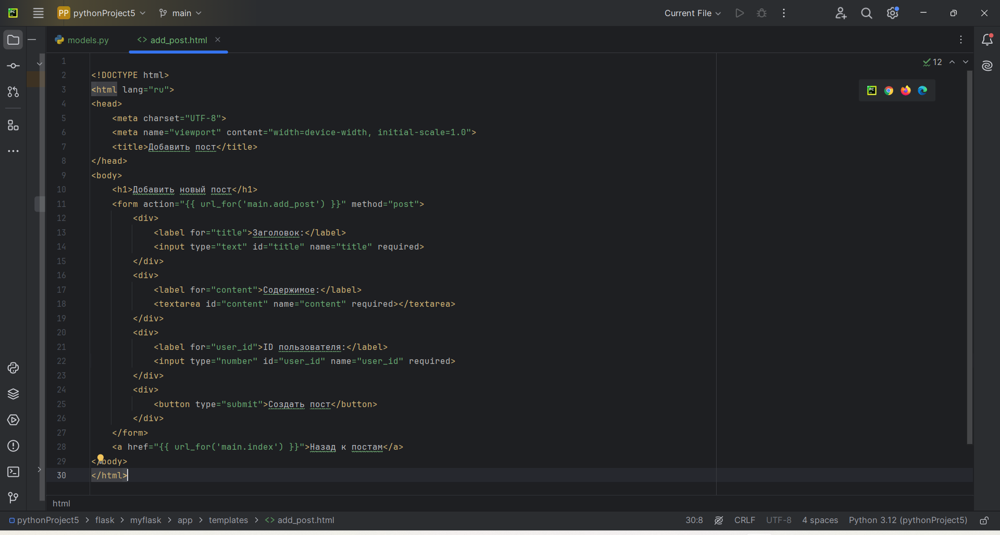 PC PP pythonProject5 main Current File
models.py <> add_post.html
12
1
2 <!DOCTYPE html>
3 <html lang="ru">
4 <head>
5 <meta charset="UTF-8">
6 <meta name="viewport" content="width=device-width, initial-scale=1.0">
7 <title>Добавить пост</title>
8 </head>
9 <body>
10 <h1>Добавить новый пост</h1>
11 <form action="{{ url_for('main.add_post') }}" method="post">
12 <div>
13 <label for="title">Заголовок:</label>
14 <input type="text" id="title" name="title" required>
15 </div>
16 <div>
17 <label for="content">Содержимое:</label>
18 <textarea id="content" name="content" required></textarea>
19 </div>
20 <div>
21 <label for="user_id">ID пользователя:</label>
22 <input type="number" id="user_id" name="user_id" required>
23 </div>
24 <div>
25 <button type="submit">Создать пост</button>
26 </div>
27 </form>
28 <a href="{{ url_for('main.index') }}">Назад к постам</a>
29 </body>
30 </html>
html
pythonProject5 > flask > myflask > app > templates > <> add_post.html 30:8 CRLF UTF-8 4 spaces Python 3.12 (pythonProject5)